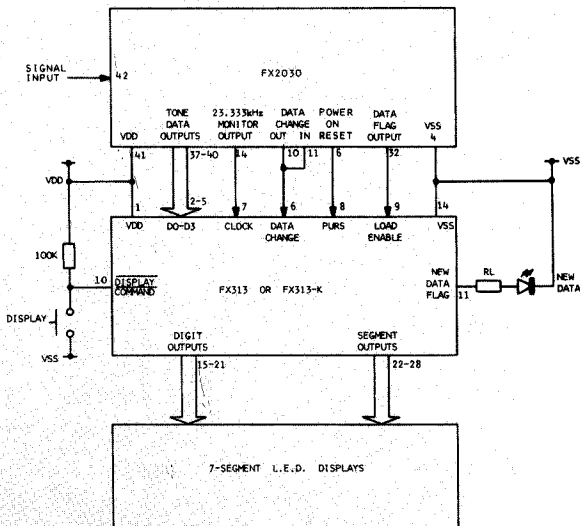 FX2030
SIGNAL
INPUT
42
VDD
TONE
DATA
OUTPUTS
23.333kHz
MONITOR
OUTPUT
DATA
CHANGE
OUT IN
POWER
ON
RESET
DATA
FLAG
OUTPUT
VSS
4
41
37-40
14
10
11
6
32
VDD
VSS
1
2-5
7
6
8
9
14
VDD
DO-D3
CLOCK
DATA
CHANGE
PURS
LOAD
ENABLE
VSS
100K
10
DISPLAY
COMMAND
FX313 OR FX313-K
NEW
DATA
FLAG
11
RL
NEW
DATA
DISPLAY
VSS
DIGIT
OUTPUTS
SEGMENT
OUTPUTS
15-21
22-28
7-SEGMENT L.E.D. DISPLAYS